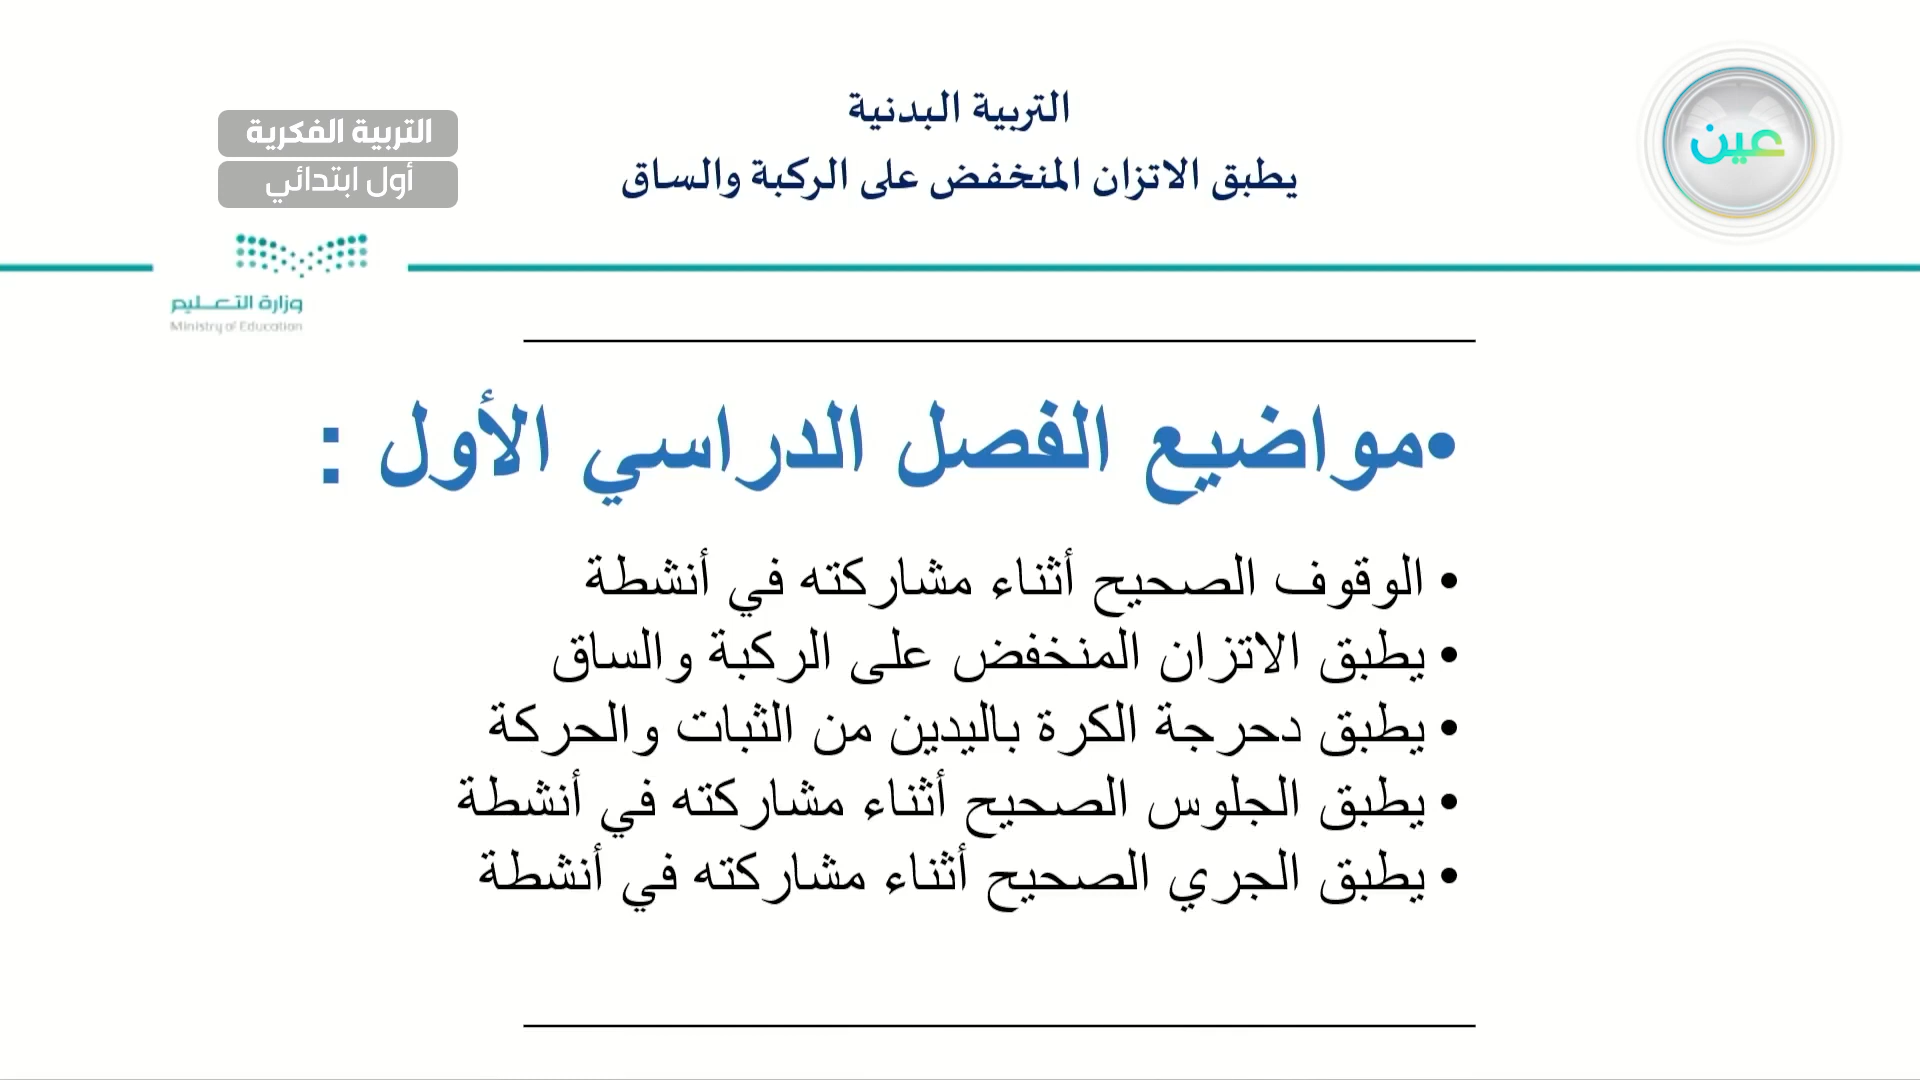 عين
التربية البدنية
يطبق الاتزان المنخفض على الركبة والساق
التربية الفكرية
أول ابتدائي
وزارة التعـليم
Ministry of Education
•مواضيع الفصل الدراسي الأول :
• الوقوف الصحيح أثناء مشاركته في أنشطة
• يطبق الاتزان المنخفض على الركبة والساق
• يطبق دحرجة الكرة باليدين من الثبات والحركة
• يطبق الجلوس الصحيح أثناء مشاركته في أنشطة
• يطبق الجري الصحيح أثناء مشاركته في أنشطة